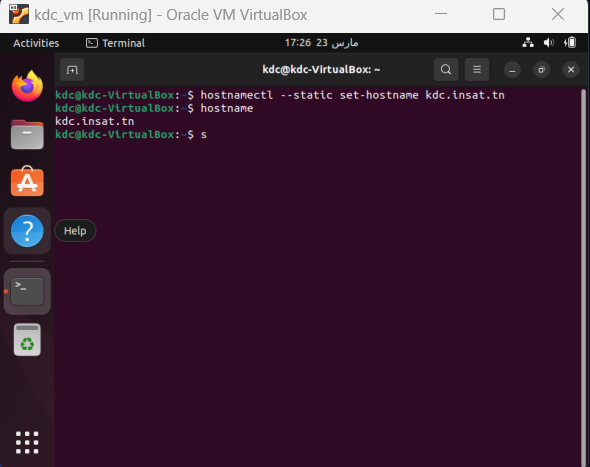 kdc_vm [Running] - Oracle VM VirtualBox
Activities Terminal 17:26 23 مارس
kdc@kdc-VirtualBox: ~
kdc@kdc-VirtualBox:~$ hostnamectl --static set-hostname kdc.insat.tn
kdc@kdc-VirtualBox:~$ hostname
kdc.insat.tn
kdc@kdc-VirtualBox:~$ s
Help